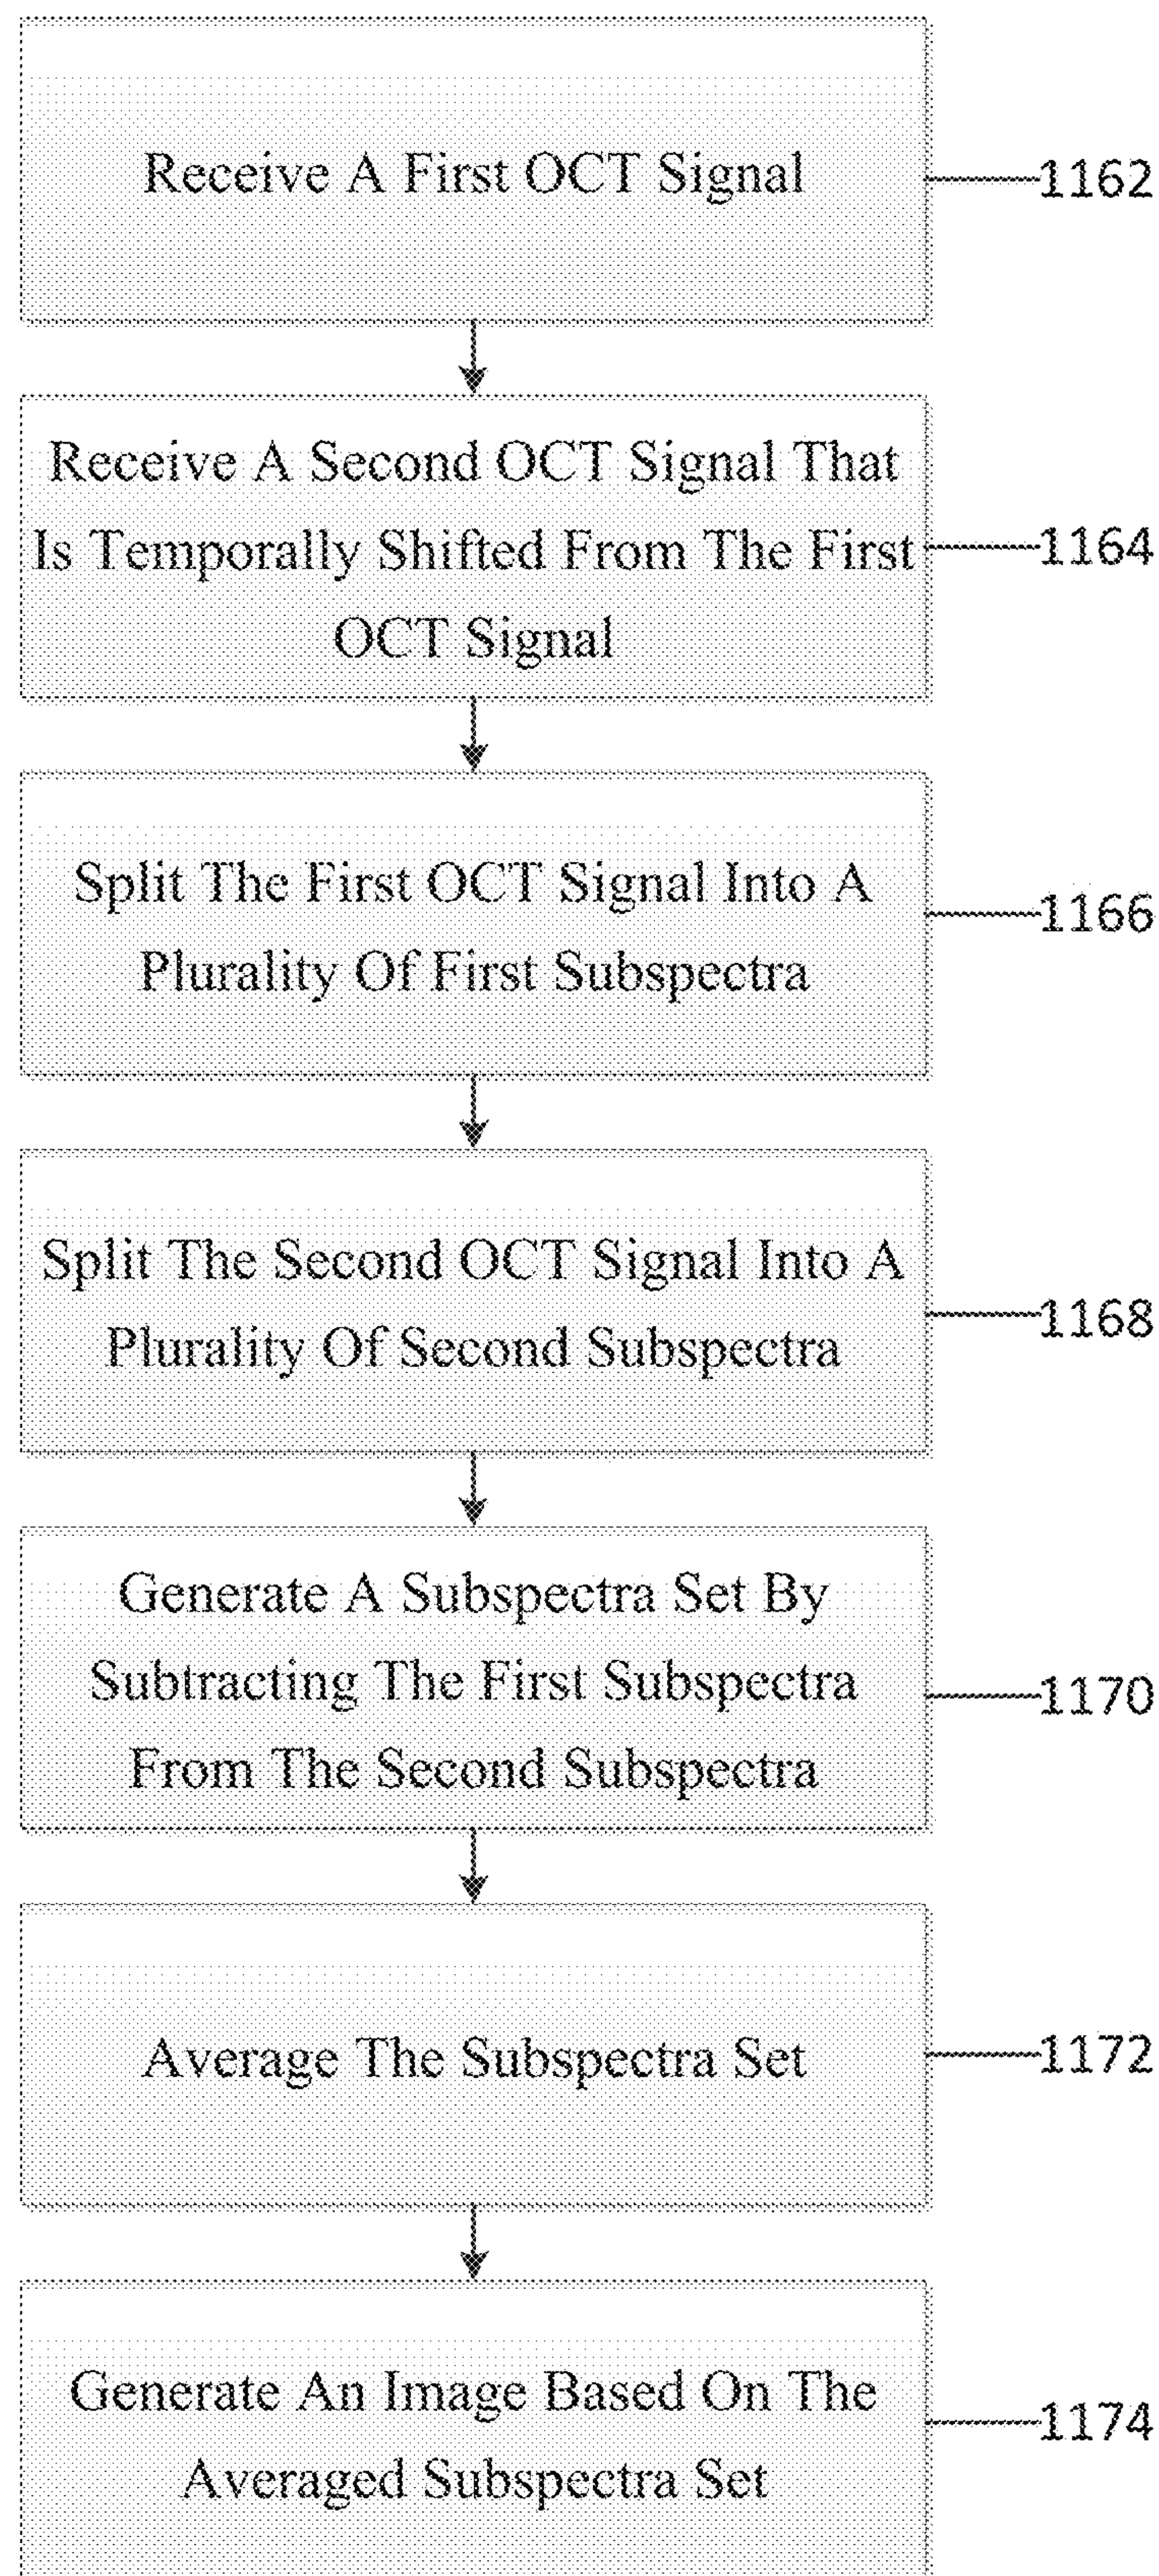 Receive A First OCT Signal
1162
Receive A Second OCT Signal That
Is Temporally Shifted From The First
OCT Signal
1164
Split The First OCT Signal Into A
Plurality Of First Subspectra
1166
Split The Second OCT Signal Into A
Plurality Of Second Subspectra
1168
Generate A Subspectra Set By
Subtracting The First Subspectra
From The Second Subspectra
1170
Average The Subspectra Set
1172
Generate An Image Based On The
Averaged Subspectra Set
1174